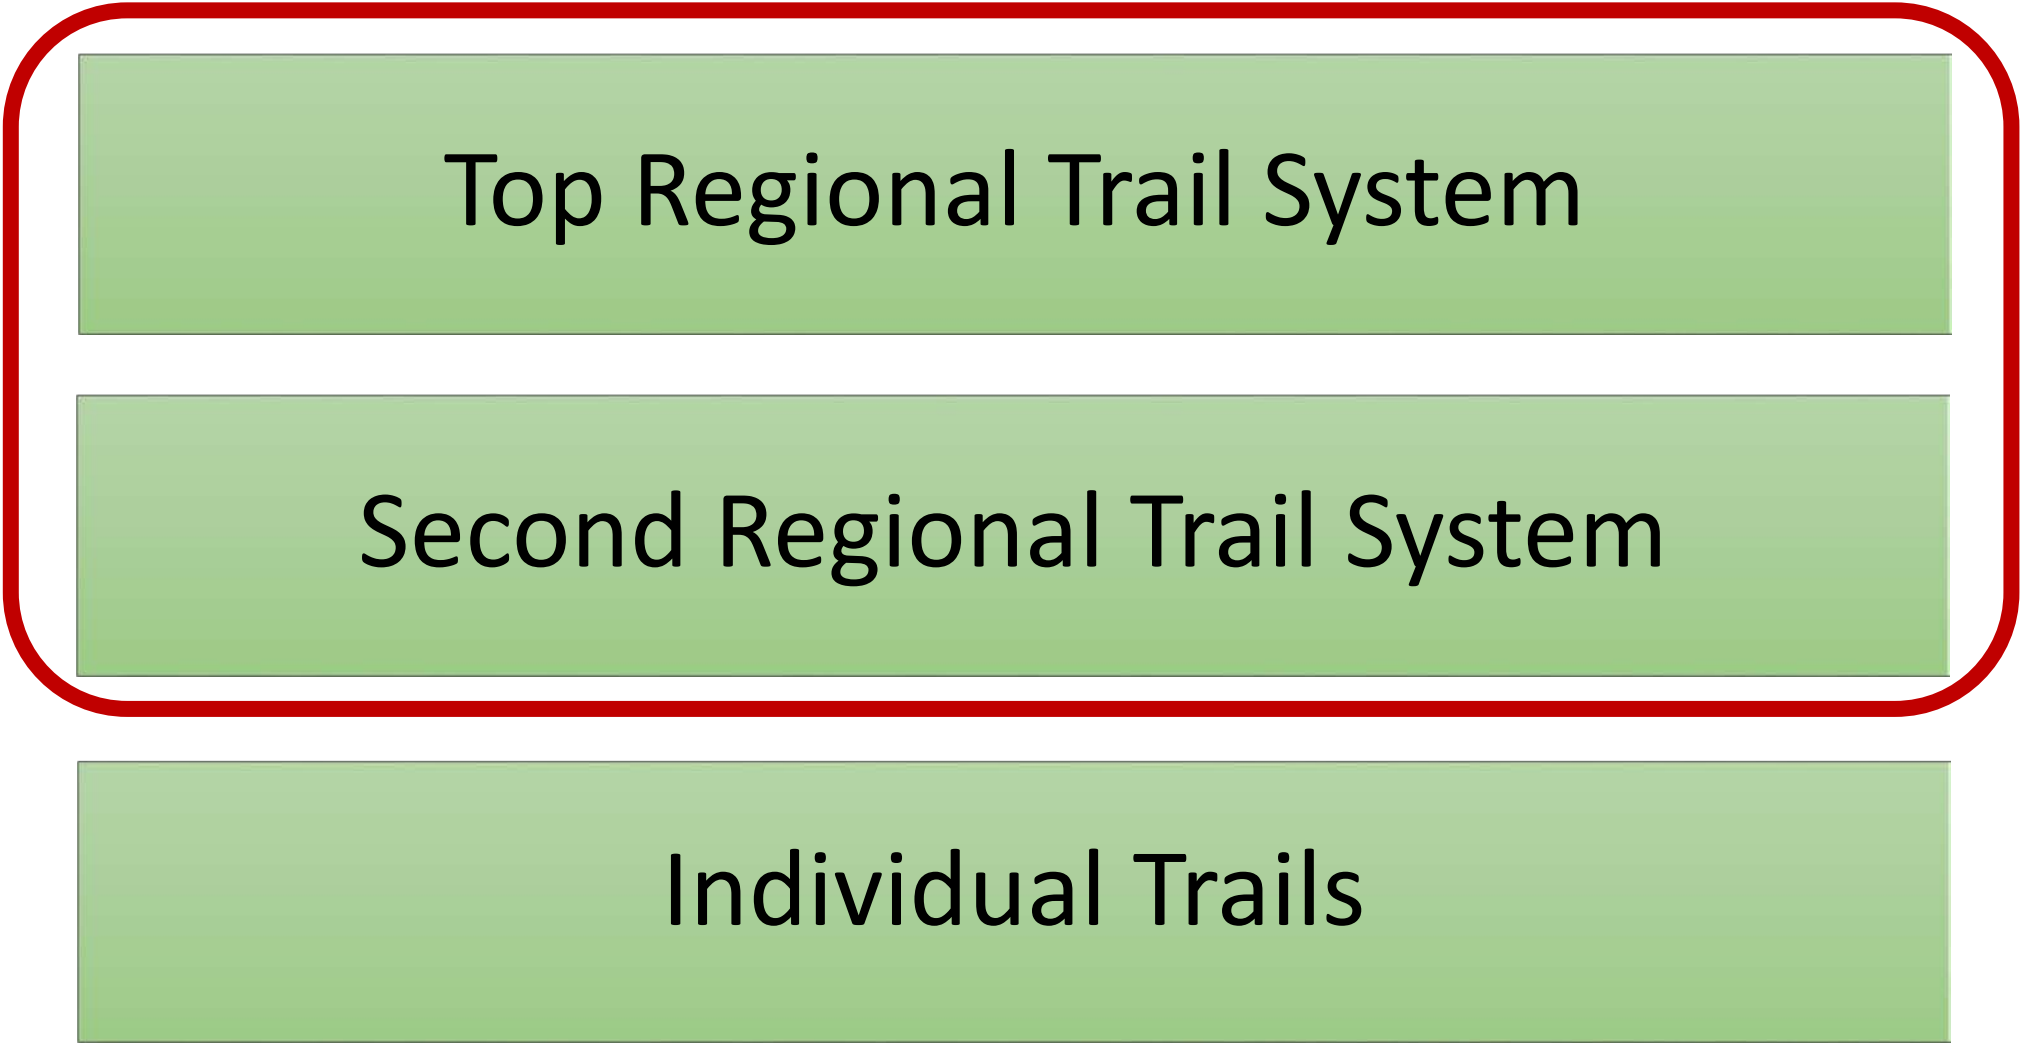 Top Regional Trail System
Second Regional Trail System
Individual Trails